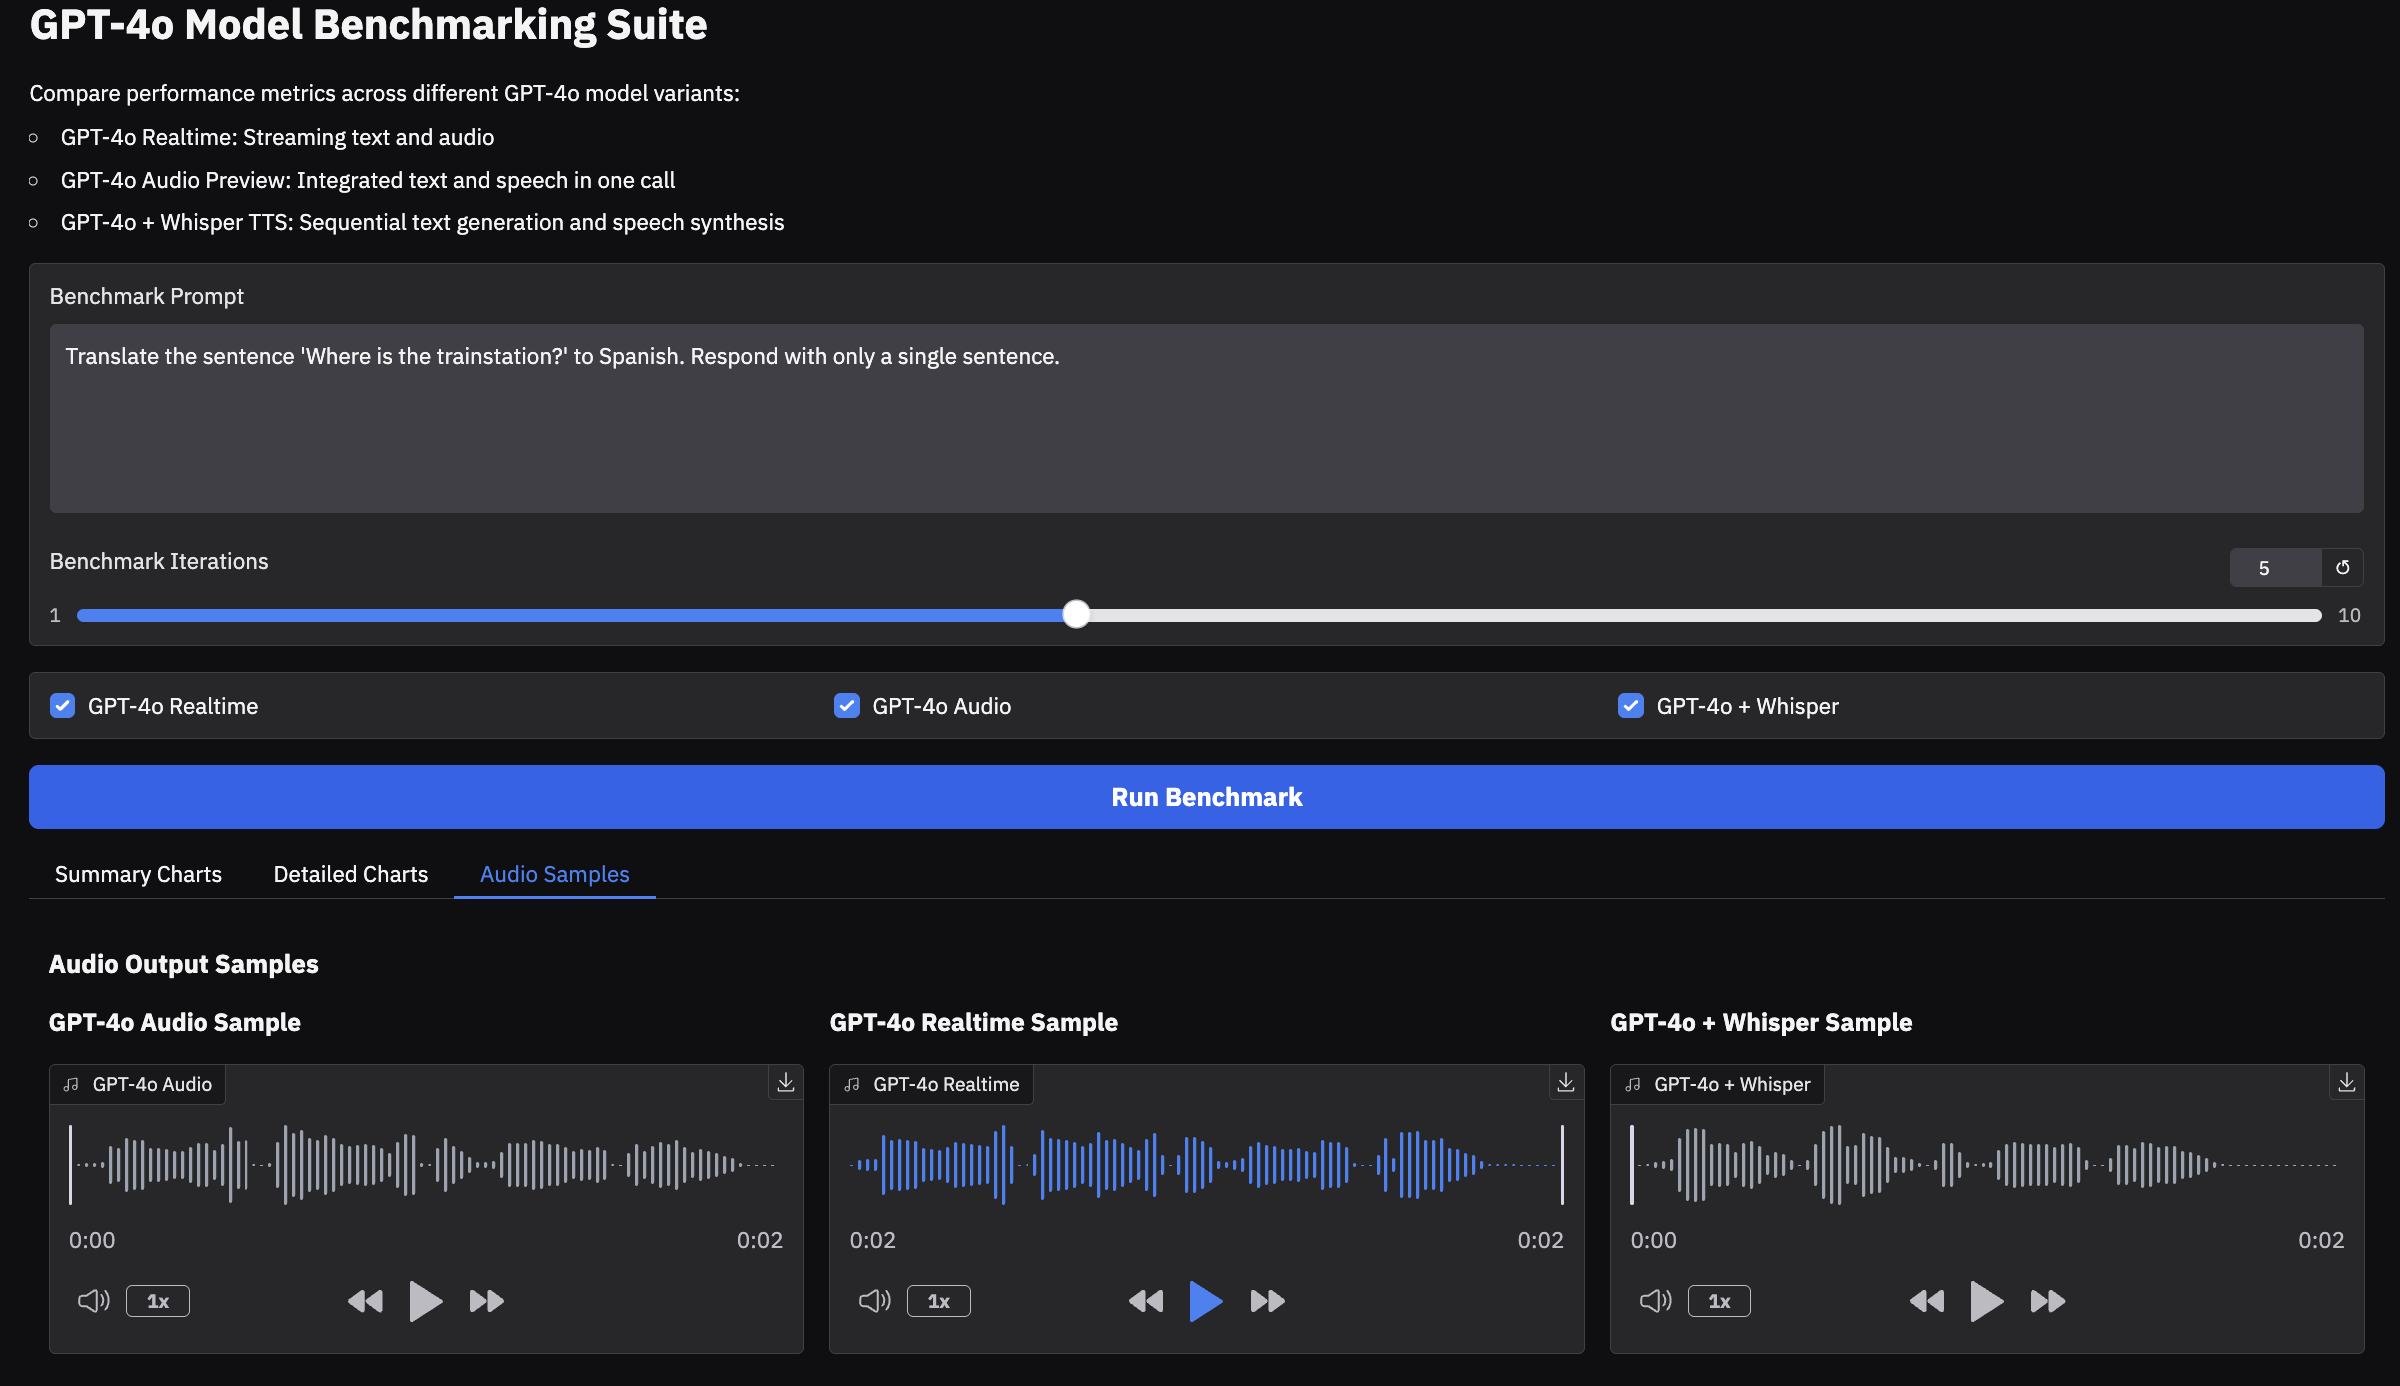 GPT-4o Model Benchmarking Suite
Compare performance metrics across different GPT-4o model variants:
GPT-4o Realtime: Streaming text and audio
GPT-4o Audio Preview: Integrated text and speech in one call
GPT-4o + Whisper TTS: Sequential text generation and speech synthesis
Benchmark Prompt
Translate the sentence 'Where is the trainstation?' to Spanish. Respond with only a single sentence.
Benchmark Iterations
5
1
10
GPT-4o Realtime
GPT-4o Audio
GPT-4o + Whisper
Run Benchmark
Summary Charts
Detailed Charts
Audio Samples
Audio Output Samples
GPT-4o Audio Sample
GPT-4o Audio
0:00
0:02
1x
GPT-4o Realtime Sample
GPT-4o Realtime
0:02
0:02
1x
GPT-4o + Whisper Sample
GPT-4o + Whisper
0:00
0:02
1x